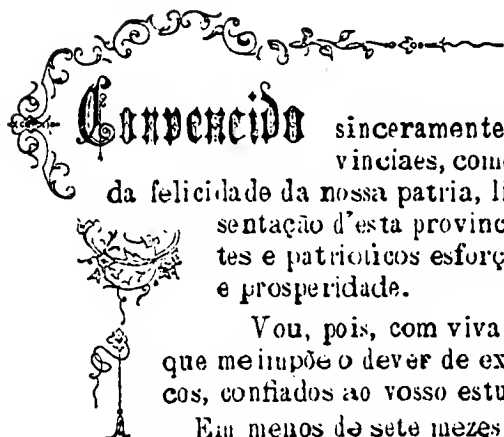 Convencido sinceramente
vinciaes, com
da felicidade da nossa patria, li
sentação d'esta provinc
tes e patrioticos esforç
e prosperidade.
Vou, pois, com viva
que me impõe o dever de ex
cos, confiados ao vosso estu
Em menos de sete mezes